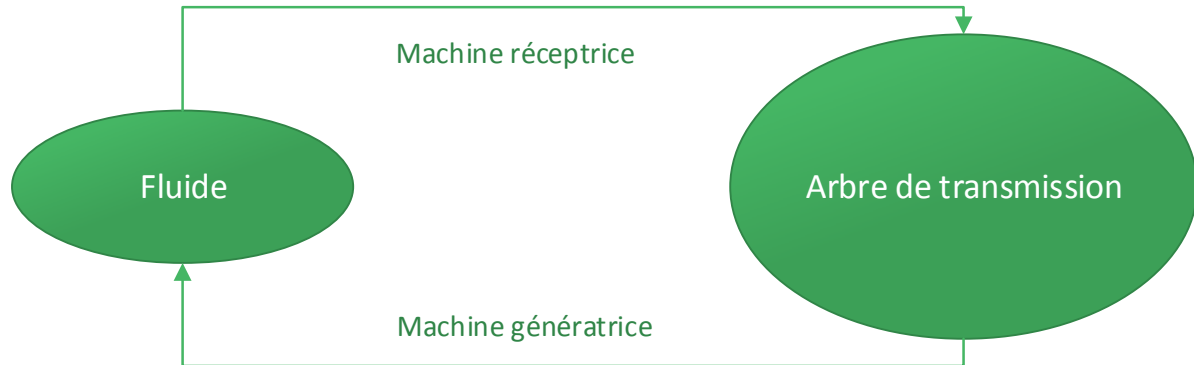 Machine réceptrice
Fluide
Arbre de transmission
Machine génératrice